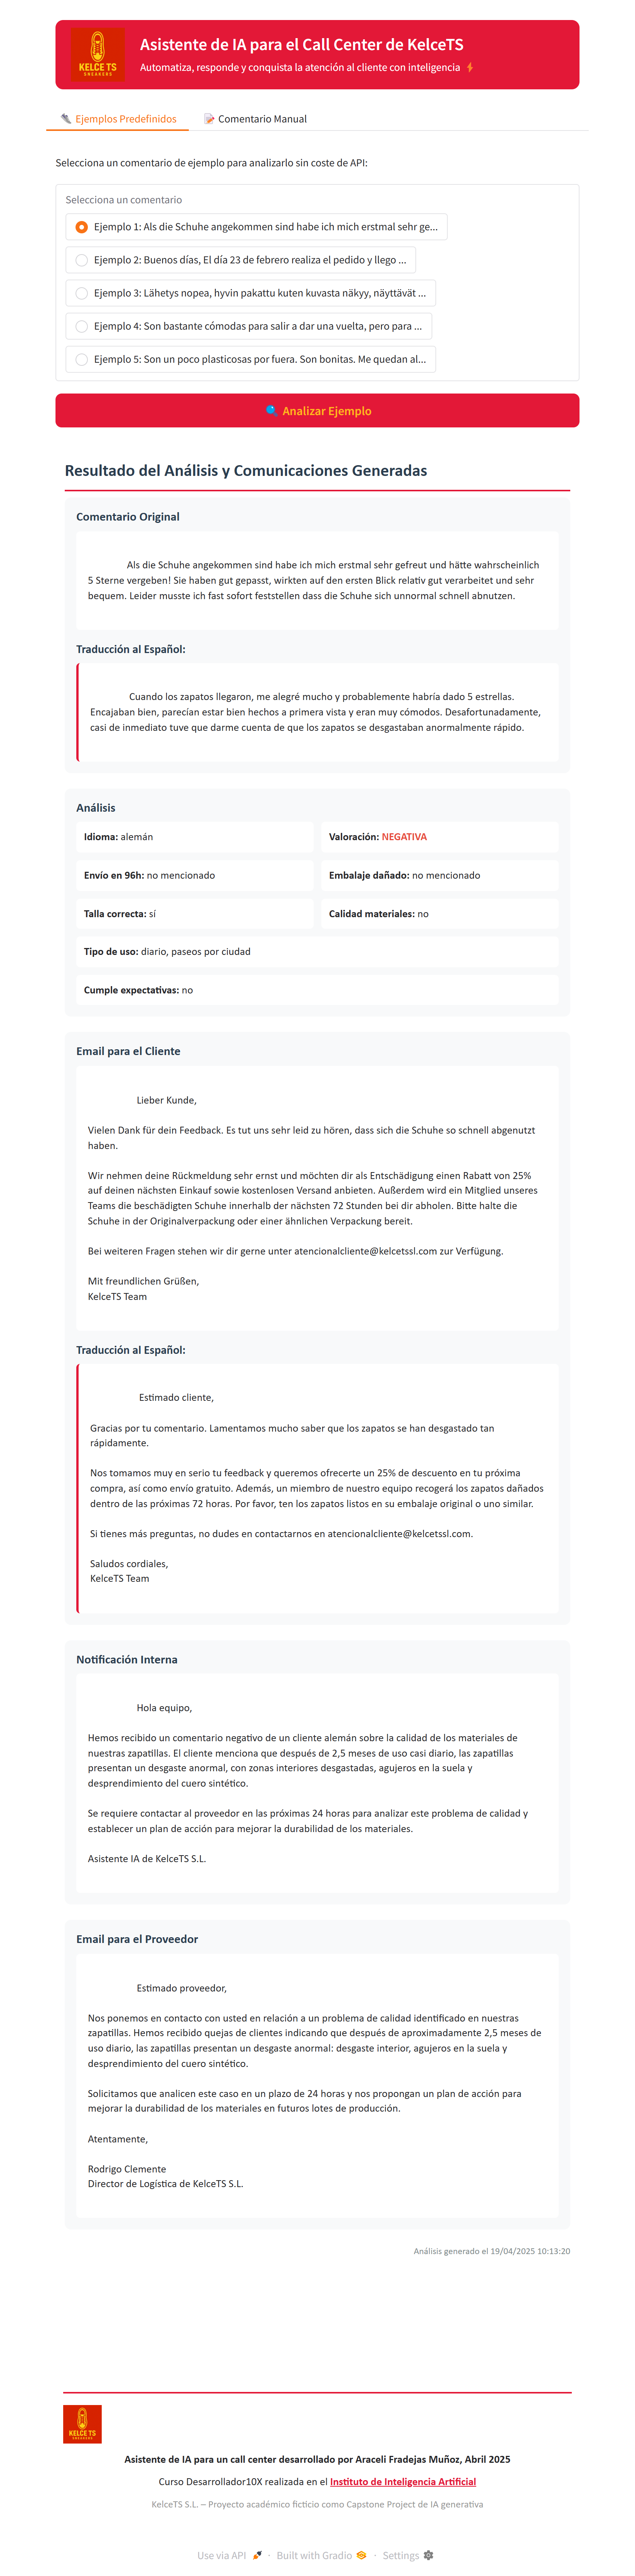 KELCE TS
SNEAKERS
Asistente de IA para el Call Center de KelceTS
Automatiza, responde y conquista la atención al cliente con inteligencia ⚡
Ejemplos Predefinidos
Comentario Manual
Selecciona un comentario de ejemplo para analizarlo sin coste de API:
Selecciona un comentario
Ejemplo 1: Als die Schuhe angekommen sind habe ich mich erstmal sehr ge...
Ejemplo 2: Buenos días, El día 23 de febrero realiza el pedido y llego ...
Ejemplo 3: Lähetys nopea, hyvin pakattu kuten kuvasta näkyy, näyttävät ...
Ejemplo 4: Son bastante cómodas para salir a dar una vuelta, pero para ...
Ejemplo 5: Son un poco plasticosas por fuera. Son bonitas. Me quedan al...
Analizar Ejemplo
Resultado del Análisis y Comunicaciones Generadas
Comentario Original
Als die Schuhe angekommen sind habe ich mich erstmal sehr gefreut und hätte wahrscheinlich
5 Sterne vergeben! Sie haben gut gepasst, wirkten auf den ersten Blick relativ gut verarbeitet und sehr
bequem. Leider musste ich fast sofort feststellen dass die Schuhe sich unnormal schnell abnutzen.
Traducción al Español:
Cuando los zapatos llegaron, me alegré mucho y probablemente habría dado 5 estrellas.
Encajaban bien, parecían estar bien hechos a primera vista y eran muy cómodos. Desafortunadamente,
casi de inmediato tuve que darme cuenta de que los zapatos se desgastaban anormalmente rápido.
Análisis
Idioma: alemán
Valoración: NEGATIVA
Envío en 96h: no mencionado
Embalaje dañado: no mencionado
Talla correcta: sí
Calidad materiales: no
Tipo de uso: diario, paseos por ciudad
Cumple expectativas: no
Email para el Cliente
Lieber Kunde,
Vielen Dank für dein Feedback. Es tut uns sehr leid zu hören, dass sich die Schuhe so schnell abgenutzt
haben.
Wir nehmen deine Rückmeldung sehr ernst und möchten dir als Entschädigung einen Rabatt von 25%
auf deinen nächsten Einkauf sowie kostenlosen Versand anbieten. Außerdem wird ein Mitglied unseres
Teams die beschädigten Schuhe innerhalb der nächsten 72 Stunden bei dir abholen. Bitte halte die
Schuhe in der Originalverpackung oder einer ähnlichen Verpackung bereit.
Bei weiteren Fragen stehen wir dir gerne unter atencionalcliente@kelcetssl.com zur Verfügung.
Mit freundlichen Grüßen,
KelceTS Team
Traducción al Español:
Estimado cliente,
Gracias por tu comentario. Lamentamos mucho saber que los zapatos se han desgastado tan
rápidamente.
Nos tomamos muy en serio tu feedback y queremos ofrecerte un 25% de descuento en tu próxima
compra, así como envío gratuito. Además, un miembro de nuestro equipo recogerá los zapatos dañados
dentro de las próximas 72 horas. Por favor, ten los zapatos listos en su embalaje original o uno similar.
Si tienes más preguntas, no dudes en contactarnos en atencionalcliente@kelcetssl.com.
Saludos cordiales,
KelceTS Team
Notificación Interna
Hola equipo,
Hemos recibido un comentario negativo de un cliente alemán sobre la calidad de los materiales de
nuestras zapatillas. El cliente menciona que después de 2,5 meses de uso casi diario, las zapatillas
presentan un desgaste anormal, con zonas interiores desgastadas, agujeros en la suela y
desprendimiento del cuero sintético.
Se requiere contactar al proveedor en las próximas 24 horas para analizar este problema de calidad y
establecer un plan de acción para mejorar la durabilidad de los materiales.
Asistente IA de KelceTS S.L.
Email para el Proveedor
Estimado proveedor,
Nos ponemos en contacto con usted en relación a un problema de calidad identificado en nuestras
zapatillas. Hemos recibido quejas de clientes indicando que después de aproximadamente 2,5 meses de
uso diario, las zapatillas presentan un desgaste anormal: desgaste interior, agujeros en la suela y
desprendimiento del cuero sintético.
Solicitamos que analicen este caso en un plazo de 24 horas y nos propongan un plan de acción para
mejorar la durabilidad de los materiales en futuros lotes de producción.
Atentamente,
Rodrigo Clemente
Director de Logística de KelceTS S.L.
Análisis generado el 19/04/2025 10:13:20
KELCE TS
SNEAKERS
Asistente de IA para un call center desarrollado por Araceli Fradejas Muñoz, Abril 2025
Curso Desarrollador10X realizada en el Instituto de Inteligencia Artificial
KelceTS S.L. – Proyecto académico ficticio como Capstone Project de IA generativa
Use via API · Built with Gradio · Settings